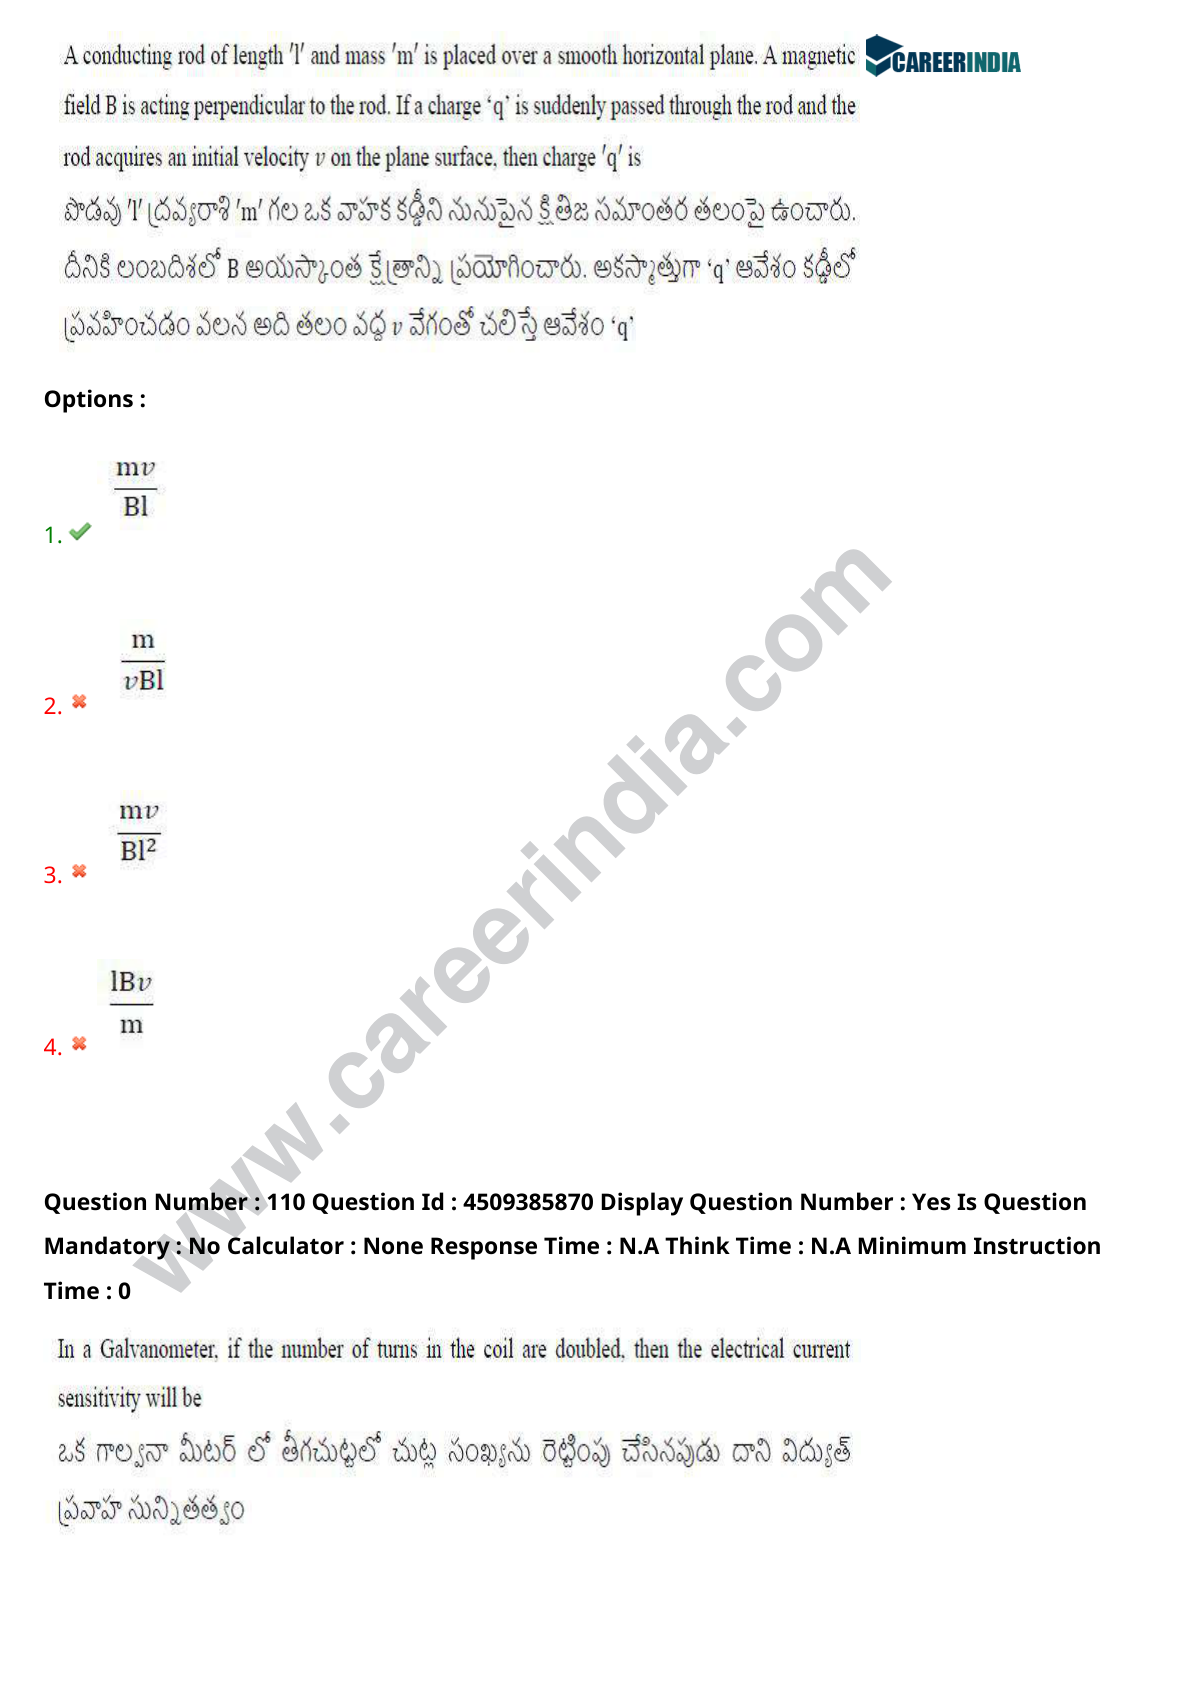 A conducting rod of length 'l' and mass 'm' is placed over a smooth horizontal plane. A magnetic
CAREERINDIA
field B is acting perpendicular to the rod. If a charge ‘q’ is suddenly passed through the rod and the
rod acquires an initial velocity v on the plane surface, then charge 'q' is
పొడవు 'l' ద్రవ్యరాశి 'm' గల ఒక వాహక కడ్డీని నునుపైన క్షితిజ సమాంతర తలంపై ఉంచారు.
దీనికి లంబదిశలో B అయస్కాంత క్షేత్రాన్ని ప్రయోగించారు. అకస్మాత్తుగా ‘q’ ఆవేశం కడ్డీలో
ప్రవహించడం వలన అది తలం వద్ద v వేగంతో చలిస్తే ఆవేశం ‘q’
Options :
mv
Bl
1.
m
vBl
2.
mv
Bl²
3.
lBv
m
4.
www.careerindia.com
Question Number : 110 Question Id : 4509385870 Display Question Number : Yes Is Question
Mandatory : No Calculator : None Response Time : N.A Think Time : N.A Minimum Instruction
Time : 0
In a Galvanometer, if the number of turns in the coil are doubled, then the electrical current
sensitivity will be
ఒక గాల్వనా మీటర్ లో తీగచుట్టలో చుట్ల సంఖ్యను రెట్టింపు చేసినపుడు దాని విద్యుత్
ప్రవాహ సున్నితత్వం